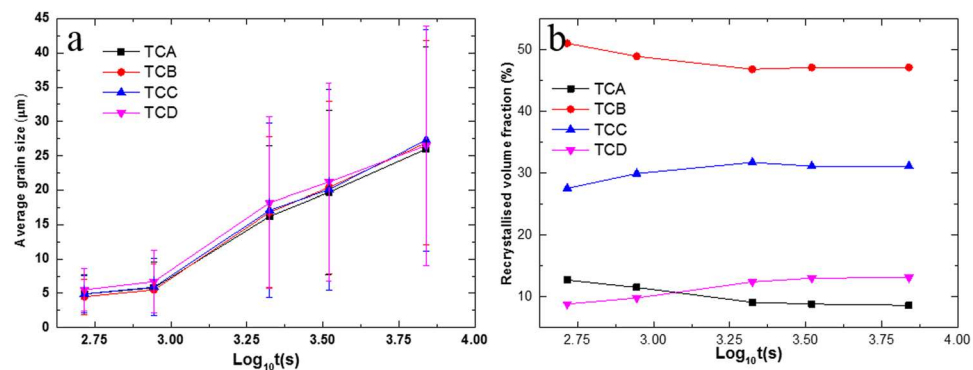 a
TCA
TCB
TCC
TCD
Average grain size (μm)
45
40
35
30
25
20
15
10
5
0
2.75 3.00 3.25 3.50 3.75 4.00
Log10t(s)
b
TCA
TCB
TCC
TCD
Recrystallised volume fraction (%)
50
40
30
20
10
2.75 3.00 3.25 3.50 3.75 4.00
Log10t(s)